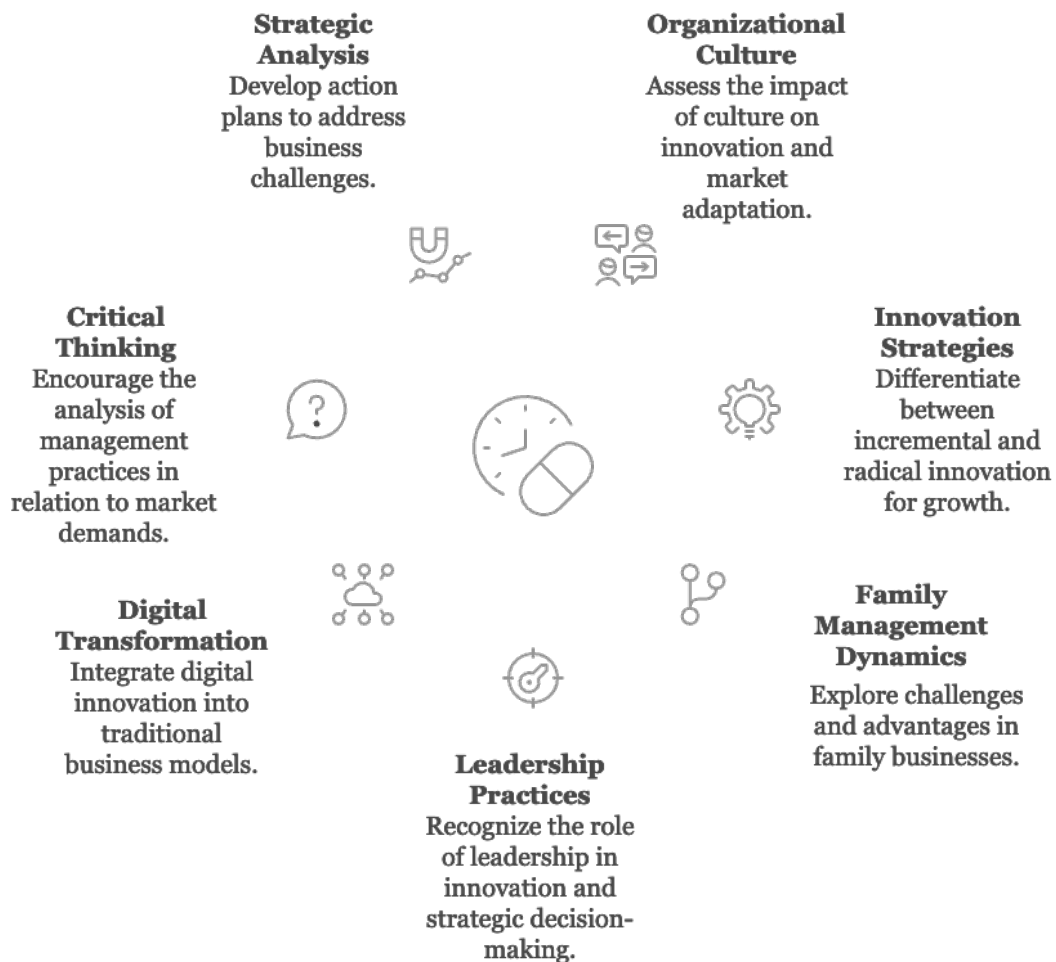 Strategic
Analysis
Develop action
plans to address
business
challenges.
Organizational
Culture
Assess the impact
of culture on
innovation and
market
adaptation.
Critical
Thinking
Encourage the
analysis of
management
practices in
relation to market
demands.
Innovation
Strategies
Differentiate
between
incremental and
radical innovation
for growth.
Digital
Transformation
Integrate digital
innovation into
traditional
business models.
Family
Management
Dynamics
Explore challenges
and advantages in
family businesses.
Leadership
Practices
Recognize the role
of leadership in
innovation and
strategic decision-
making.